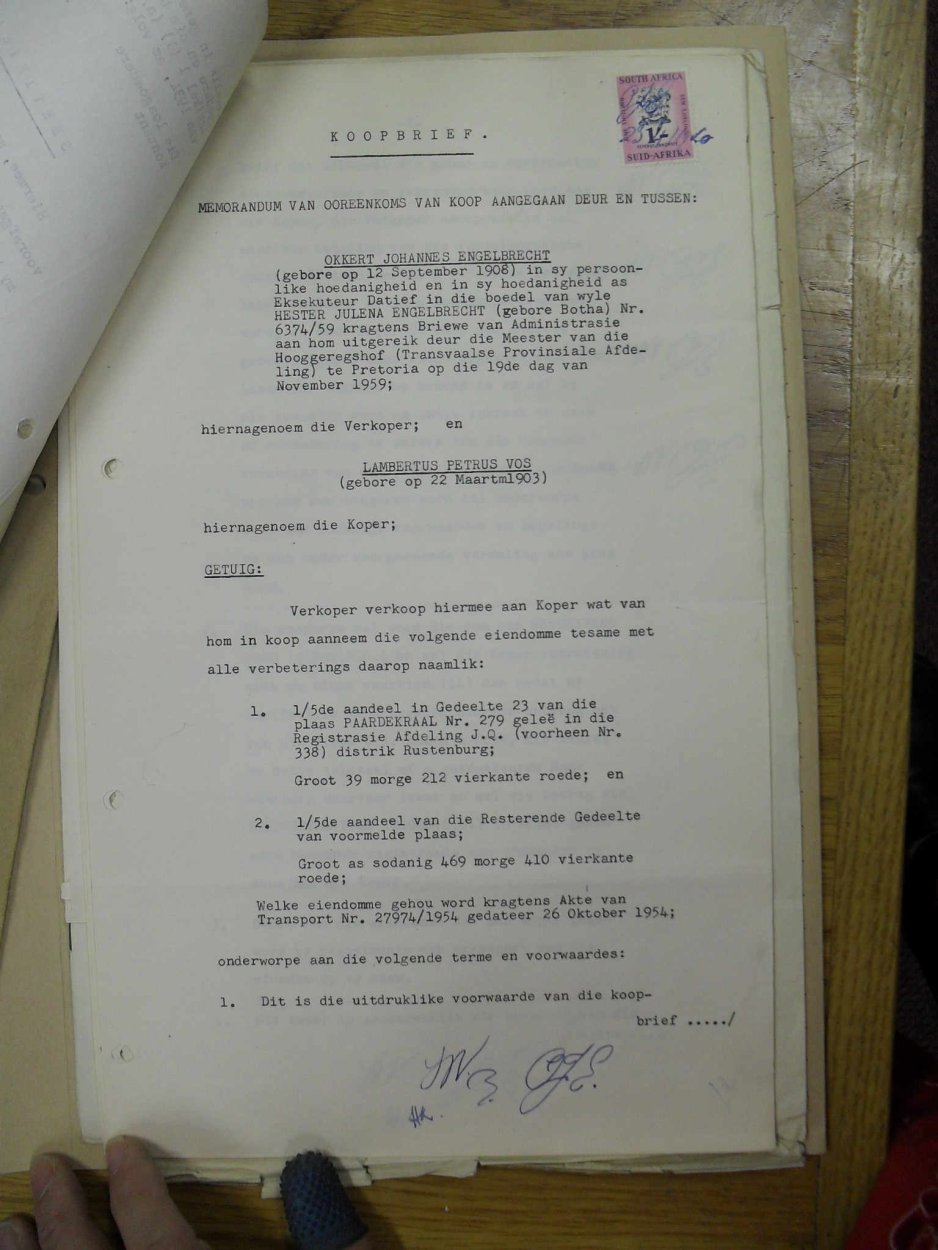 KOOPBRIEF.
SOUTH AFRICA
1/-
SUID-AFRIKA
MEMORANDUM VAN OOREENKOMS VAN KOOP AANGEGAAN DEUR EN TUSSEN:
OKKERT JOHANNES ENGELBRECHT
(gebore op 12 September 1908) in sy persoon-
like hoedanigheid en in sy hoedanigheid as
Eksekuteur Datief in die boedel van wyle
HESTER JULENA ENGELBRECHT (gebore Botha) Nr.
6374/59 kragtens Briewe van Administrasie
aan hom uitgereik deur die Meester van die
Hooggeregshof (Transvaalse Provinsiale Afde-
ling) te Pretoria op die 19de dag van
November 1959;
hiernagenoem die Verkoper; en
LAMBERTUS PETRUS VOS
(gebore op 22 Maartml903)
hiernagenoem die Koper;
GETUIG:
Verkoper verkoop hiermee aan Koper wat van
hom in koop aanneem die volgende eiendomme tesame met
alle verbeterings daarop naamlik:
1. 1/5de aandeel in Gedeelte 23 van die
plaas PAARDEKRAAL Nr. 279 geleë in die
Registrasie Afdeling J.Q. (voorheen Nr.
338) distrik Rustenburg;
Groot 39 morge 212 vierkante roede; en
2. 1/5de aandeel van die Resterende Gedeelte
van voormelde plaas;
Groot as sodanig 469 morge 410 vierkante
roede;
Welke eiendomme gehou word kragtens Akte van
Transport Nr. 27974/1954 gedateer 26 Oktober 1954;
onderworpe aan die volgende terme en voorwaardes:
1. Dit is die uitdruklike voorwaarde van die koop-
brief ...../